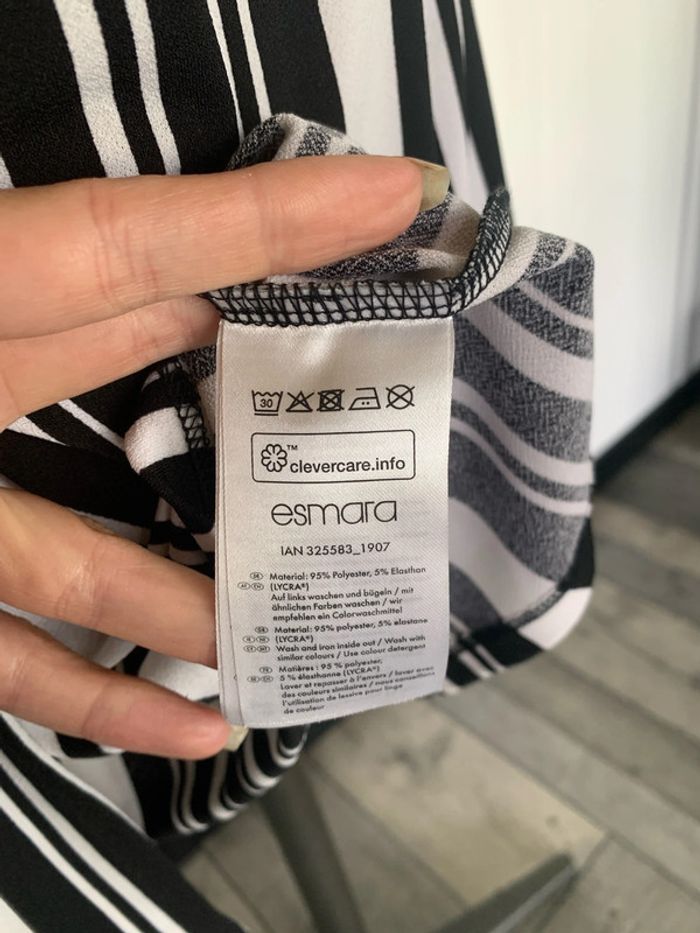 30
clevercare.info™
esmara
IAN 325583_1907
Material: 95% Polyester, 5% Elasthan
(LYCRA®)
Auf links waschen und bügeln / mit
ähnlichen Farben waschen / wir
empfehlen ein Colorwaschmittel
Material: 95% polyester, 5% elastane
(LYCRA®)
Wash and iron inside out / Wash with
similar colours / Use colour detergent
Matières : 95 % polyester,
5 % élasthanne (LYCRA®)
Laver et repasser à l'envers / laver avec
des couleurs similaires / nous conseillons
l'utilisation de lessive pour linge
de couleur